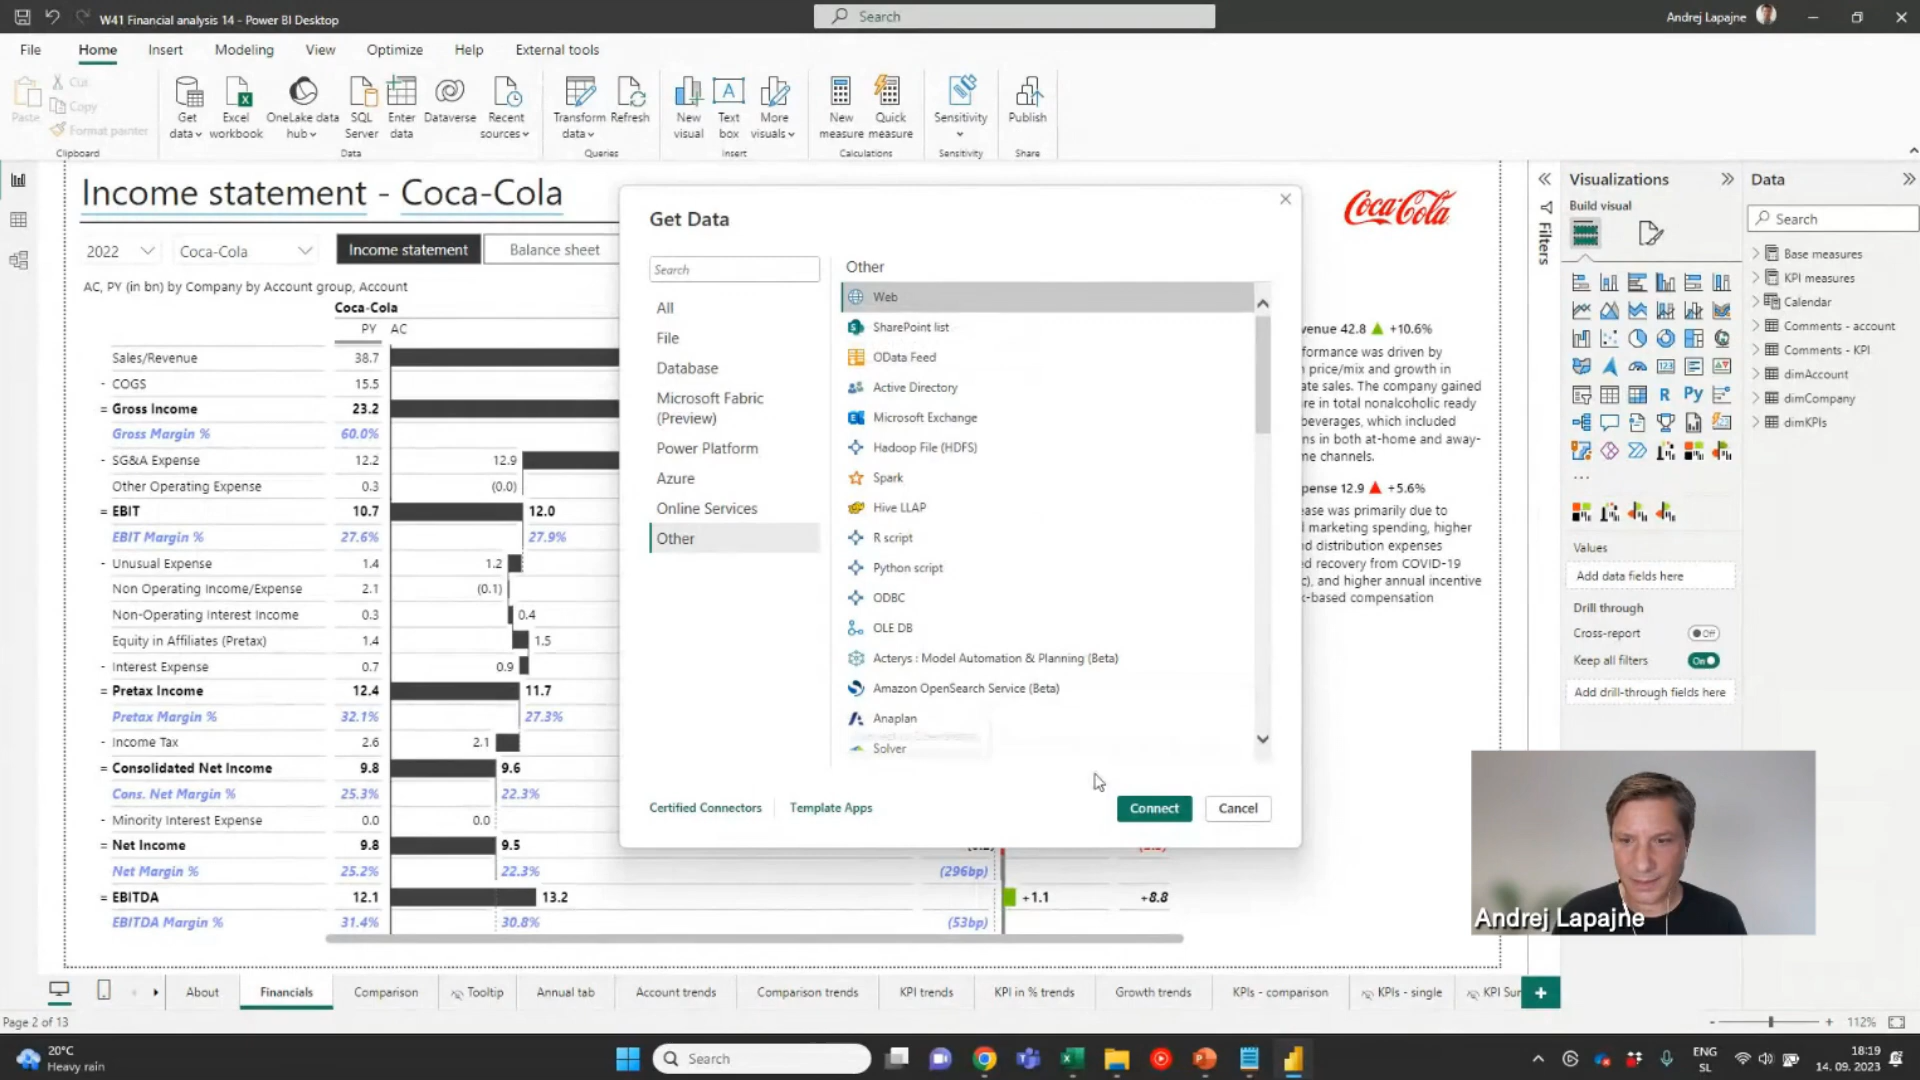 W41 Financial analysis 14 - Power BI Desktop
Search
Andrej Lapajne
File Home Insert Modeling View Optimize Help External tools
Paste
Cut
Copy
Format painter
Clipboard
Get data
Excel workbook
OneLake data hub
SQL Server
Enter data
Dataverse
Recent sources
Data
Transform data
Refresh
Queries
New visual
Text box
More visuals
Insert
New measure
Quick measure
Calculations
Sensitivity
Sensitivity
Publish
Share
Income statement - Coca-Cola
2022
Coca-Cola
Income statement
Balance sheet
AC, PY (in bn) by Company by Account group, Account
Coca-Cola
PY AC
Sales/Revenue 38.7
- COGS 15.5
= Gross Income 23.2
Gross Margin % 60.0%
- SG&A Expense 12.2 12.9
Other Operating Expense 0.3 (0.0)
= EBIT 10.7 12.0
EBIT Margin % 27.6% 27.9%
- Unusual Expense 1.4 1.2
Non Operating Income/Expense 2.1 (0.1)
Non-Operating Interest Income 0.3 0.4
Equity in Affiliates (Pretax) 1.4 1.5
- Interest Expense 0.7 0.9
= Pretax Income 12.4 11.7
Pretax Margin % 32.1% 27.3%
- Income Tax 2.6 2.1
= Consolidated Net Income 9.8 9.6
Cons. Net Margin % 25.3% 22.3%
- Minority Interest Expense 0.0 0.0
= Net Income 9.8 9.5
Net Margin % 25.2% 22.3% (296bp)
= EBITDA 12.1 13.2 +1.1 +8.8
EBITDA Margin % 31.4% 30.8% (53bp)
Get Data
Search
All
File
Database
Microsoft Fabric (Preview)
Power Platform
Azure
Online Services
Other
Other
Web
SharePoint list
OData Feed
Active Directory
Microsoft Exchange
Hadoop File (HDFS)
Spark
Hive LLAP
R script
Python script
ODBC
OLE DB
Acterys : Model Automation & Planning (Beta)
Amazon OpenSearch Service (Beta)
Anaplan
Solver
Certified Connectors
Template Apps
Connect
Cancel
Coca-Cola
venue 42.8 +10.6%
formance was driven by
price/mix and growth in
ate sales. The company gained
re in total nonalcoholic ready
beverages, which included
ns in both at-home and away-
me channels.
pense 12.9 +5.6%
ease was primarily due to
marketing spending, higher
d distribution expenses
d recovery from COVID-19
c), and higher annual incentive
k-based compensation
Filters
Visualizations
Build visual
R Py
...
Values
Add data fields here
Drill through
Cross-report Off
Keep all filters On
Add drill-through fields here
Data
Search
Base measures
KPI measures
Calendar
Comments - account
Comments - KPI
dimAccount
dimCompany
dimKPIs
Andrej Lapajne
About Financials Comparison Tooltip Annual tab Account trends Comparison trends KPI trends KPI in % trends Growth trends KPIs - comparison KPIs - single KPI Sur
+
Page 2 of 13
- + 112%
20°C
Heavy rain
Search
ENG
SL
18:19
14. 09. 2023